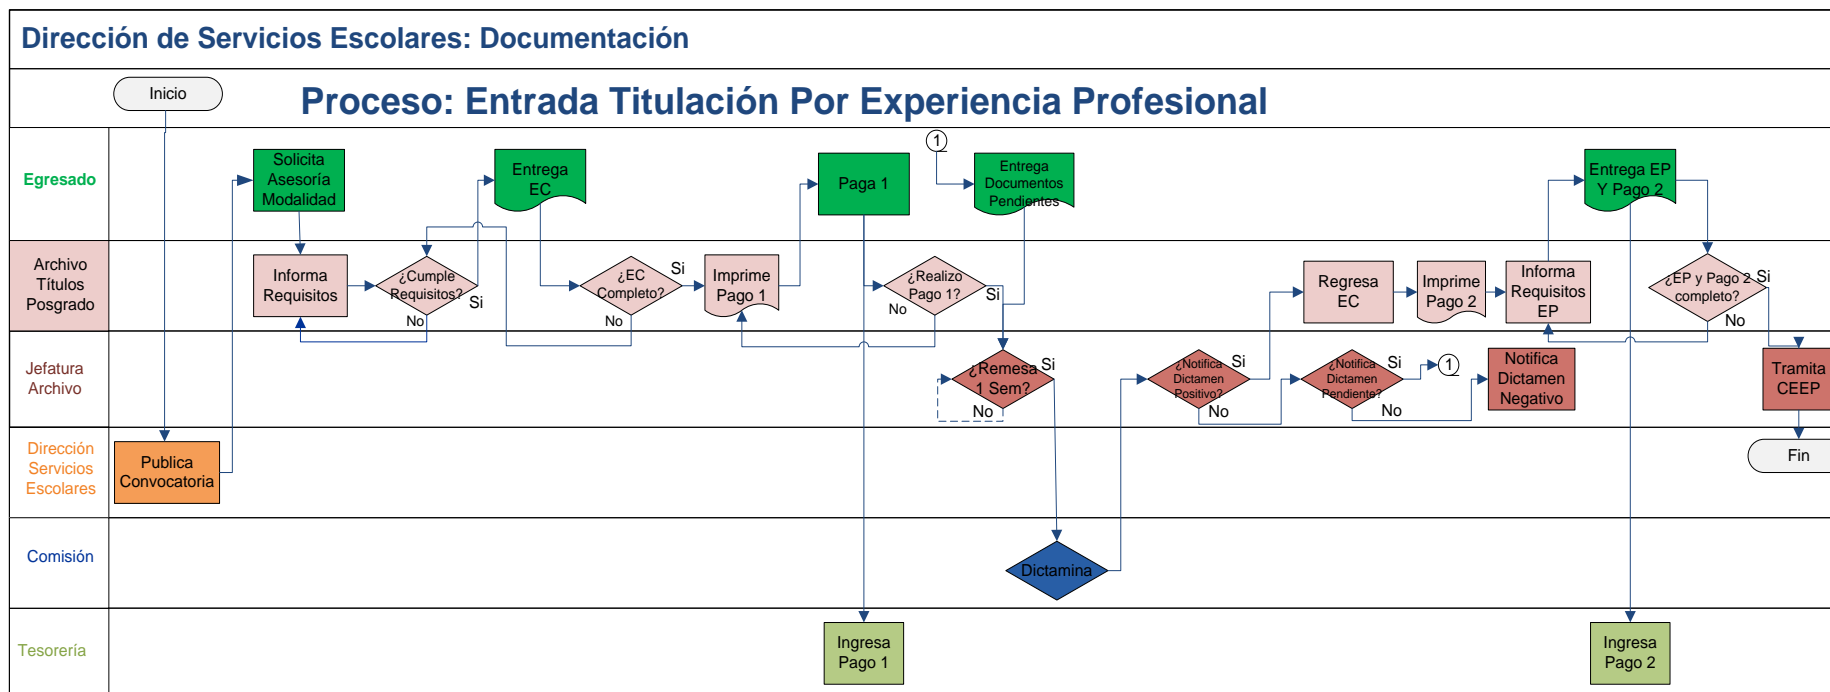 Dirección de Servicios Escolares: Documentación
Inicio
Proceso: Entrada Titulación Por Experiencia Profesional
Egresado
Solicita
Asesoría
Modalidad
Entrega
EC
Paga 1
1
Entrega
Documentos
Pendientes
Entrega EP
Y Pago 2
Archivo
Títulos
Posgrado
Informa
Requisitos
¿Cumple
Requisitos?
Si
No
¿EC
Completo?
Si
No
Imprime
Pago 1
¿Realizo
Pago 1?
Si
No
Regresa
EC
Imprime
Pago 2
Informa
Requisitos
EP
¿EP y Pago 2
completo?
Si
No
Jefatura
Archivo
¿Remesa
1 Sem?
Si
No
¿Notifica
Dictamen
Positivo?
Si
No
¿Notifica
Dictamen
Pendiente?
Si
No
1
Notifica
Dictamen
Negativo
Tramita
CEEP
Dirección
Servicios
Escolares
Publica
Convocatoria
Fin
Comisión
Dictamina
Tesorería
Ingresa
Pago 1
Ingresa
Pago 2